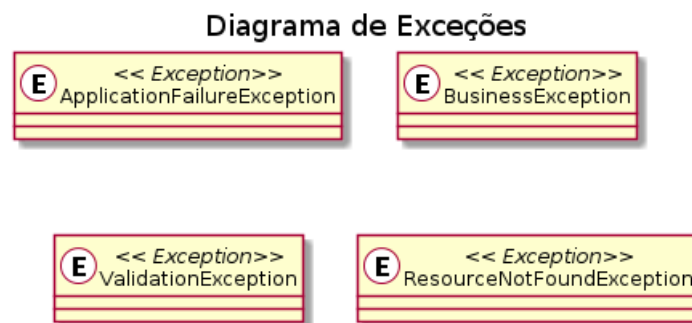 Diagrama de Exceções
E
<< Exception>>
ApplicationFailureException
E
<< Exception>>
BusinessException
E
<< Exception>>
ValidationException
E
<< Exception>>
ResourceNotFoundException